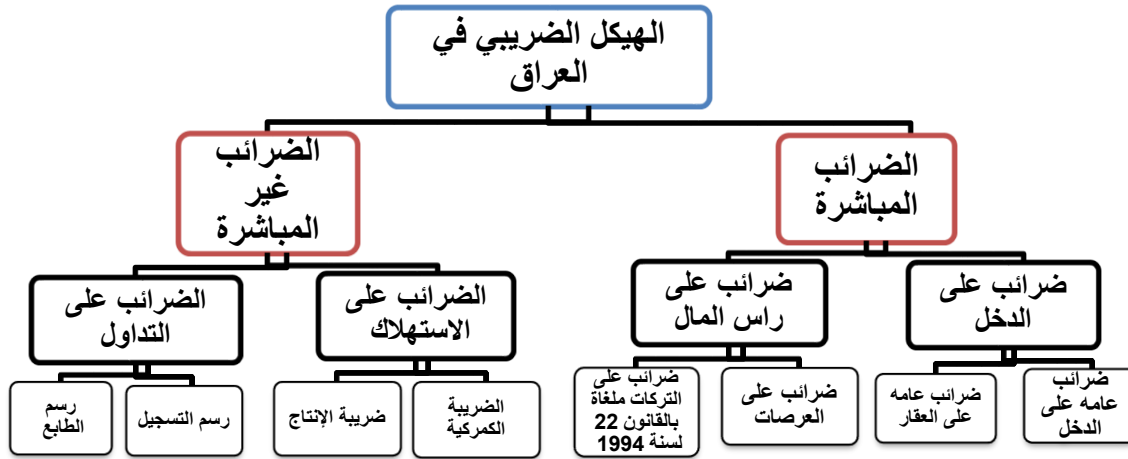 الهيكل الضريبي في
العراق
الضرائب
المباشرة
الضرائب
غير
المباشرة
ضرائب على
الدخل
ضرائب على
راس المال
الضرائب على
الاستهلاك
الضرائب على
التداول
ضرائب
عامه على
الدخل
ضرائب عامه
على العقار
ضرائب على
العرصات
ضرائب على
التركات ملغاة
بالقانون 22
لسنة 1994
الضريبة
الكمركية
ضريبة الإنتاج
رسم التسجيل
رسم
الطابع